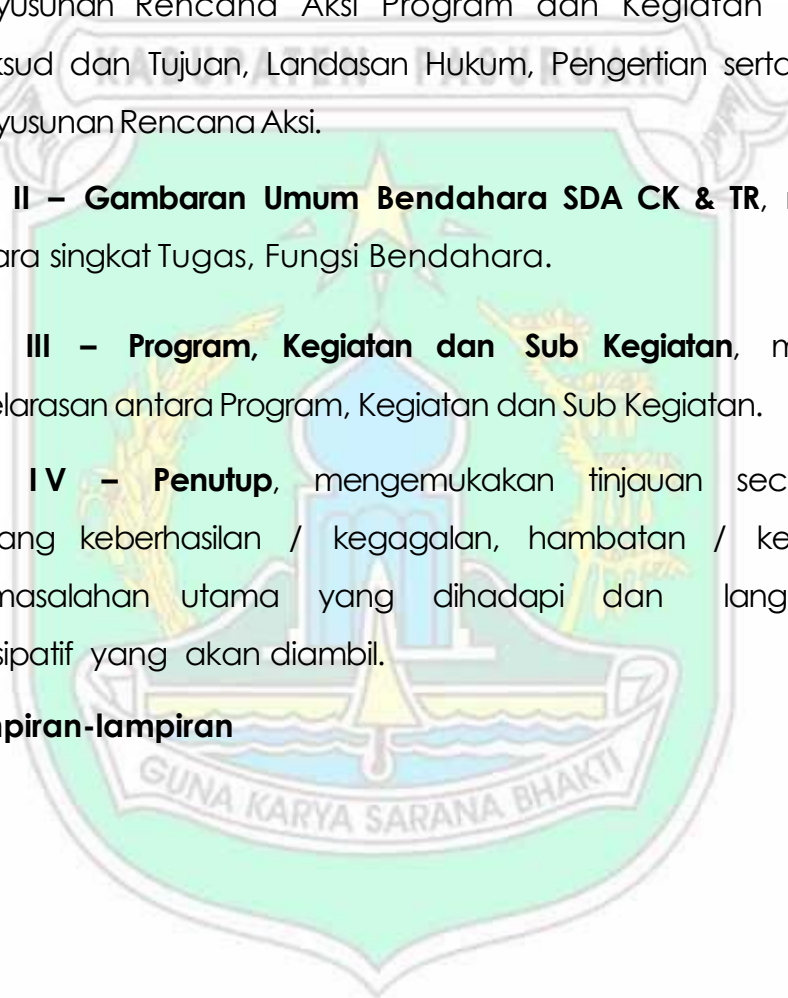 yusunan Rencana Aksi Program dan Kegiatan
KABUPATEN PASURUAN
ksud dan Tujuan, Landasan Hukum, Pengertian serta
yusunan Rencana Aksi.
II – Gambaran Umum Bendahara SDA CK & TR,
ara singkat Tugas, Fungsi Bendahara.
III – Program, Kegiatan dan Sub Kegiatan, m
elarasan antara Program, Kegiatan dan Sub Kegiatan.
IV – Penutup, mengemukakan tinjauan sec
ang keberhasilan / kegagalan, hambatan / ke
masalahan utama yang dihadapi dan lang
sipatif yang akan diambil.
mpiran-lampiran
GUNA KARYA SARANA BHAKTI